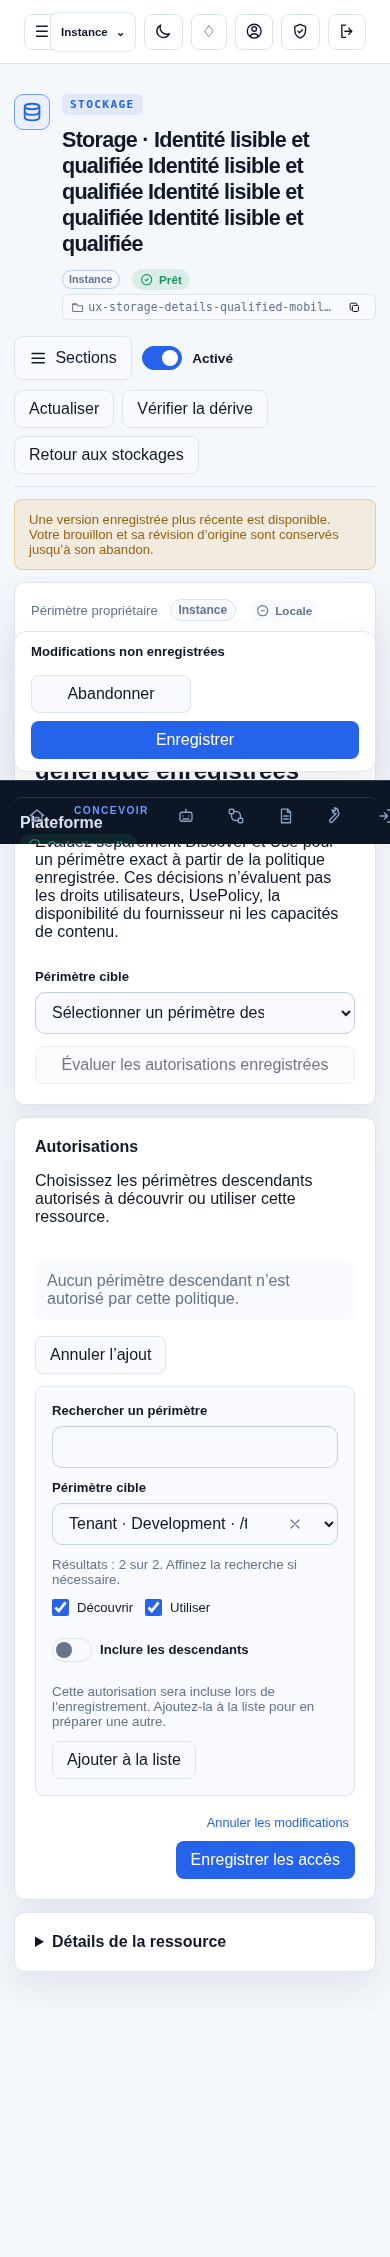 Instance
STOCKAGE
Storage · Identité lisible et
qualifiée Identité lisible et
qualifiée Identité lisible et
qualifiée Identité lisible et
qualifiée
Instance
Prêt
ux-storage-details-qualified-mobil…
Sections
Activé
Actualiser
Vérifier la dérive
Retour aux stockages
Une version enregistrée plus récente est disponible.
Votre brouillon et sa révision d’origine sont conservés
jusqu’à son abandon.
Périmètre propriétaire
Instance
Locale
Modifications non enregistrées
Abandonner
Enregistrer
générique enregistrées
CONCEVOIR
Plateforme
Évaluez séparément Discover et Use pour
un périmètre exact à partir de la politique
enregistrée. Ces décisions n’évaluent pas
les droits utilisateurs, UsePolicy, la
disponibilité du fournisseur ni les capacités
de contenu.
Périmètre cible
Sélectionner un périmètre des
Évaluer les autorisations enregistrées
Autorisations
Choisissez les périmètres descendants
autorisés à découvrir ou utiliser cette
ressource.
Aucun périmètre descendant n’est
autorisé par cette politique.
Annuler l’ajout
Rechercher un périmètre
Périmètre cible
Tenant · Development · /t
Résultats : 2 sur 2. Affinez la recherche si
nécessaire.
Découvrir
Utiliser
Inclure les descendants
Cette autorisation sera incluse lors de
l’enregistrement. Ajoutez-la à la liste pour en
préparer une autre.
Ajouter à la liste
Annuler les modifications
Enregistrer les accès
Détails de la ressource